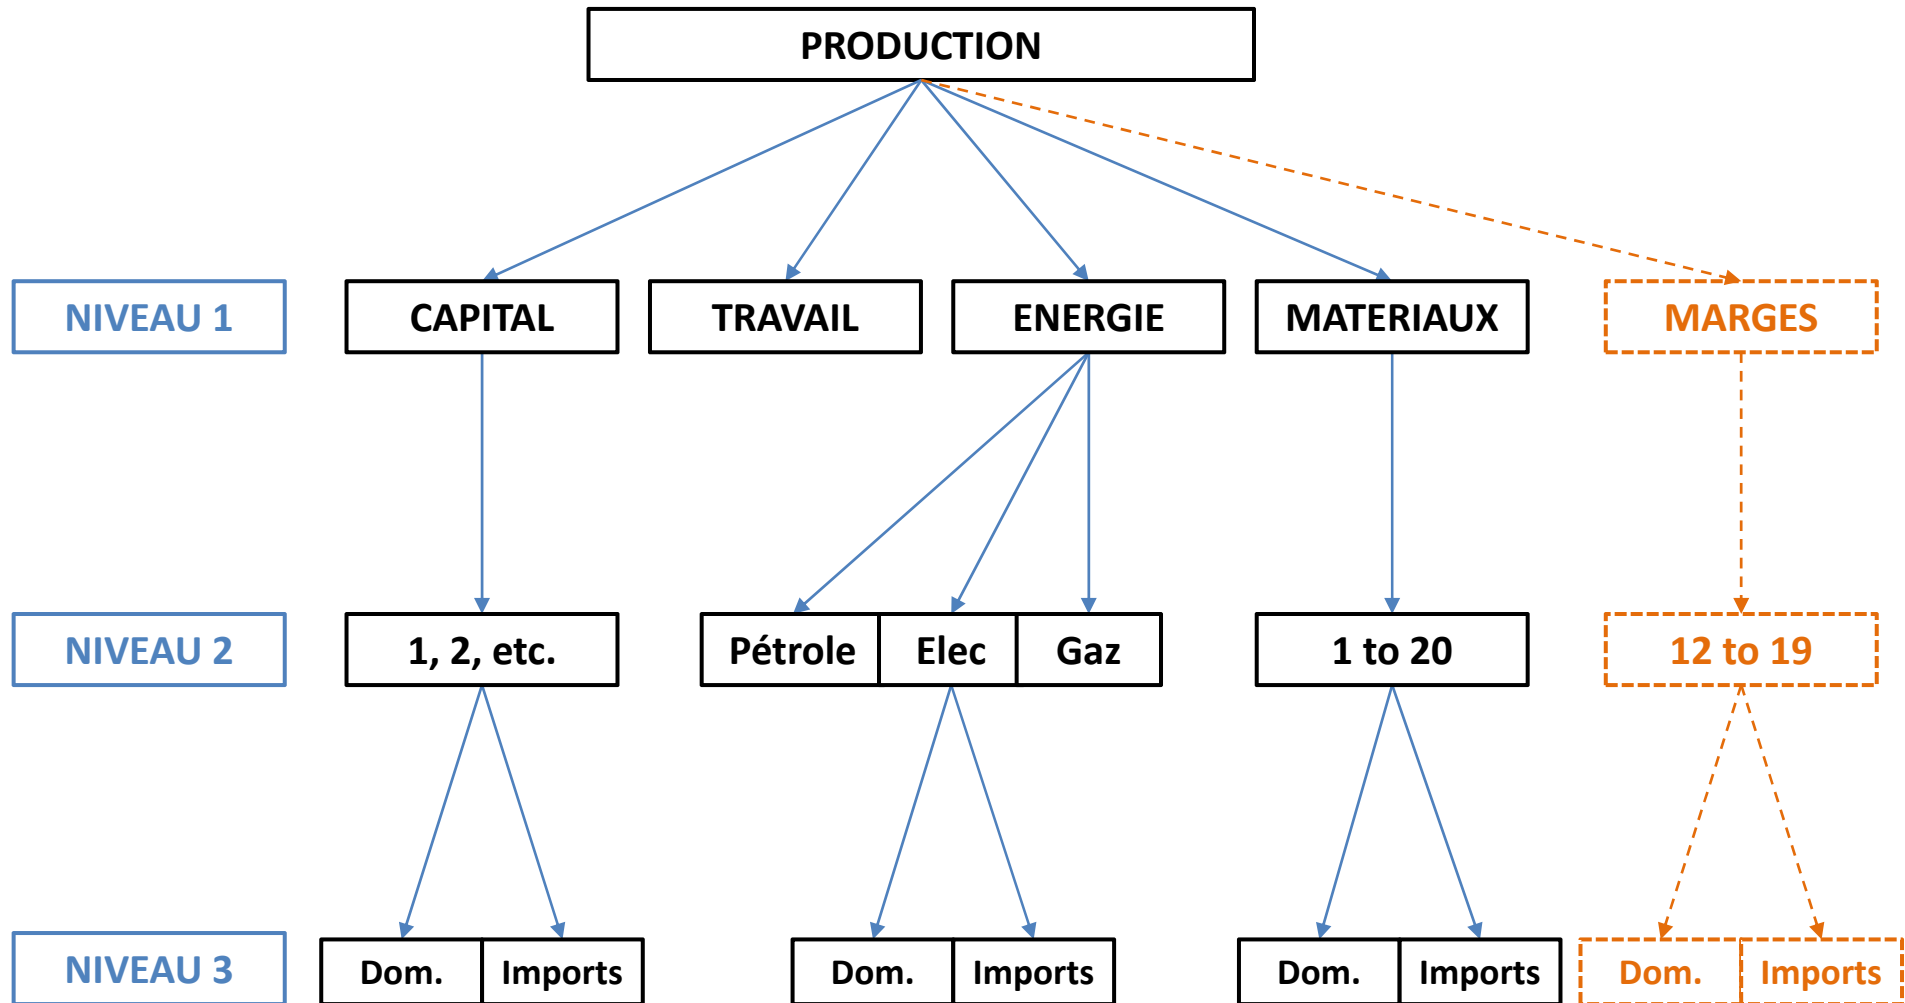 PRODUCTION
NIVEAU 1
CAPITAL
TRAVAIL
ENERGIE
MATERIAUX
MARGES
NIVEAU 2
1, 2, etc.
Pétrole
Elec
Gaz
1 to 20
12 to 19
NIVEAU 3
Dom.
Imports
Dom.
Imports
Dom.
Imports
Dom.
Imports